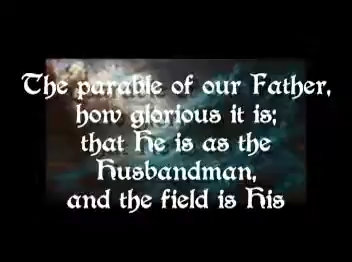 The parable of our Father,
how glorious it is;
that He is as the
Husbandman,
and the field is His